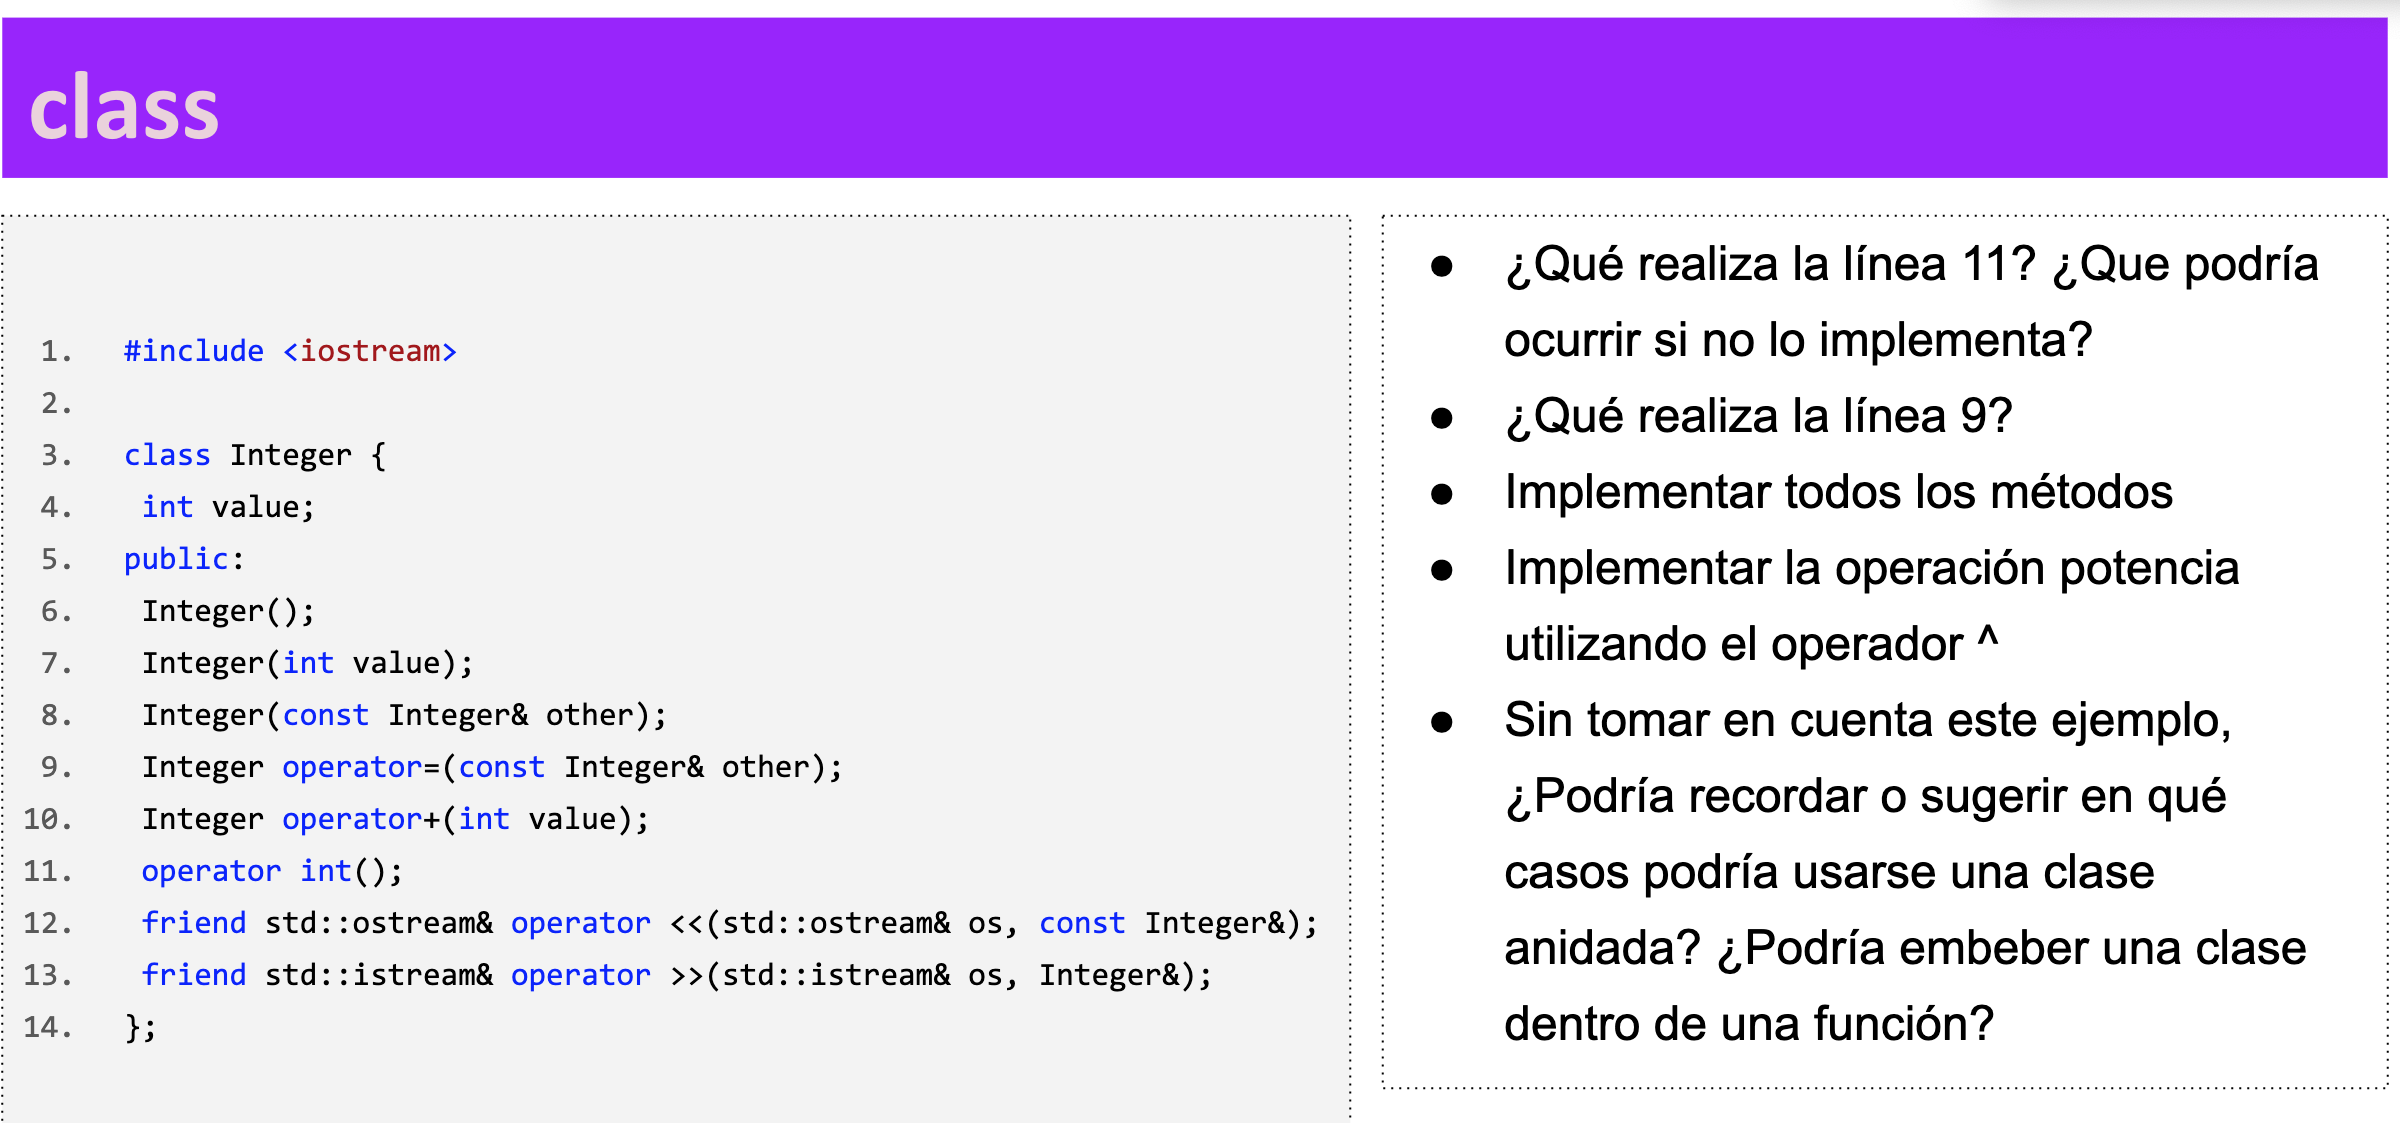 class
1. #include <iostream>
2.
3. class Integer {
4. int value;
5. public:
6. Integer();
7. Integer(int value);
8. Integer(const Integer& other);
9. Integer operator=(const Integer& other);
10. Integer operator+(int value);
11. operator int();
12. friend std::ostream& operator <<(std::ostream& os, const Integer&);
13. friend std::istream& operator >>(std::istream& os, Integer&);
14. };
● ¿Qué realiza la línea 11? ¿Que podría
ocurrir si no lo implementa?
● ¿Qué realiza la línea 9?
● Implementar todos los métodos
● Implementar la operación potencia
utilizando el operador ^
● Sin tomar en cuenta este ejemplo,
¿Podría recordar o sugerir en qué
casos podría usarse una clase
anidada? ¿Podría embeber una clase
dentro de una función?